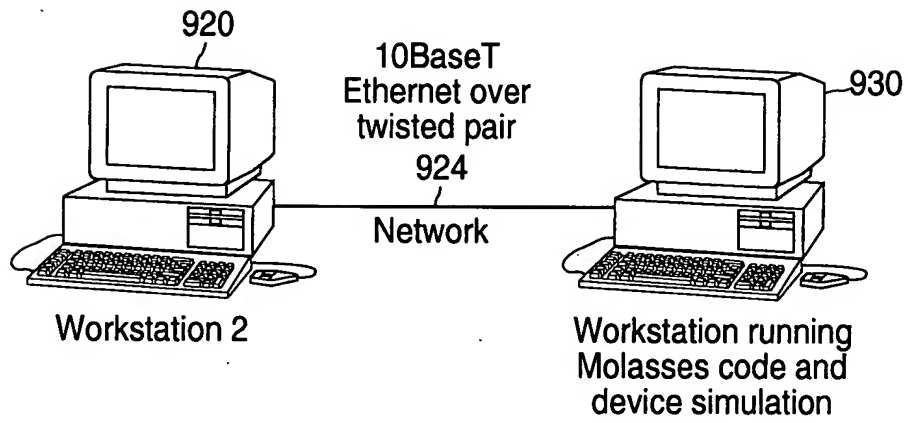 920
10BaseT
Ethernet over
twisted pair
924
930
Network
Workstation 2
Workstation running
Molasses code and
device simulation